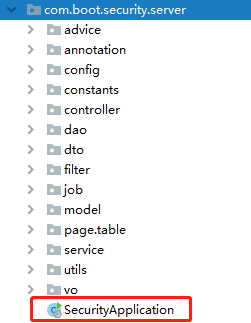 com.boot.security.server
advice
annotation
config
constants
controller
dao
dto
filter
job
model
page.table
service
utils
vo
SecurityApplication